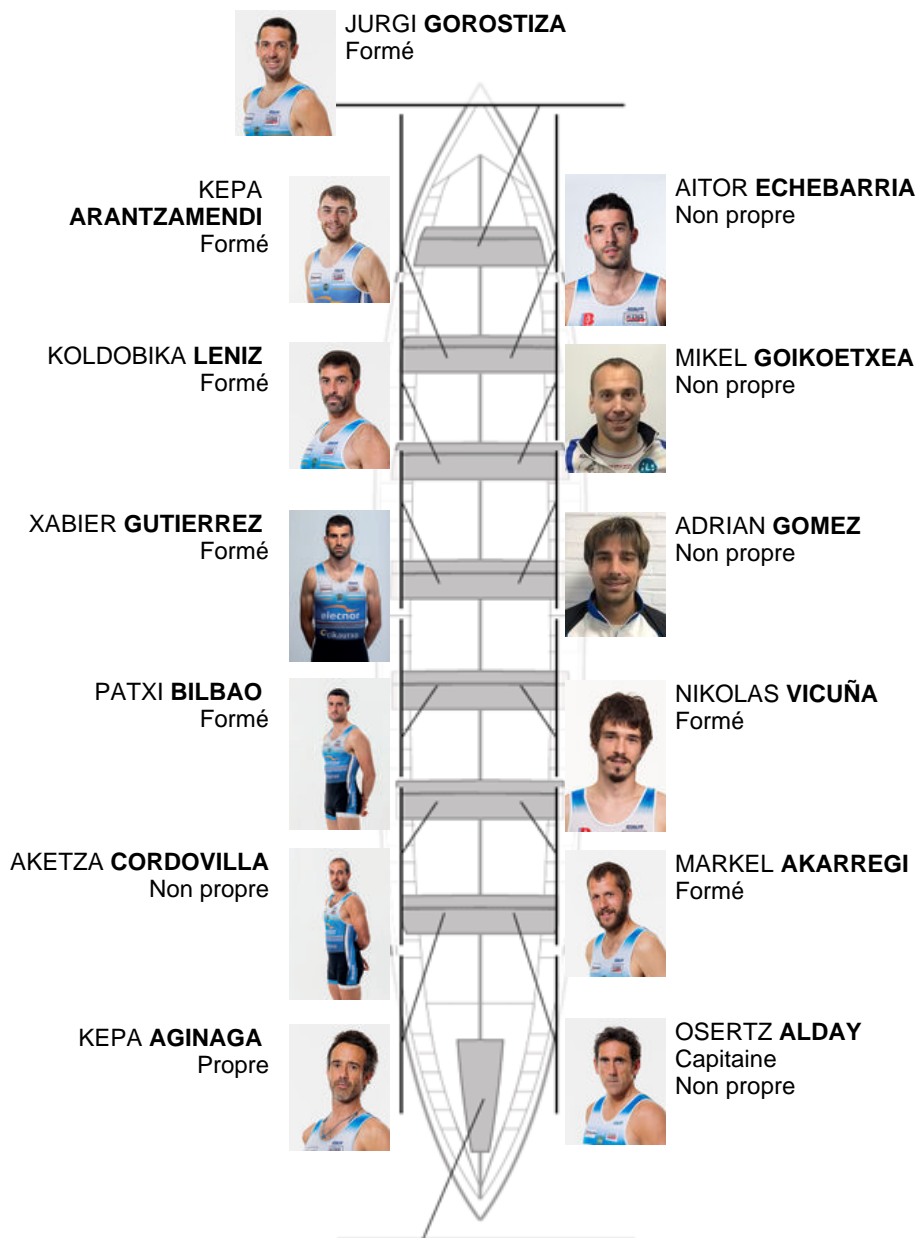 JURGI GOROSTIZA
Formé
KEPA
ARANTZAMENDI
Formé
AITOR ECHEBARRIA
Non propre
KOLDOBIKA LENIZ
Formé
MIKEL GOIKOETXEA
Non propre
XABIER GUTIERREZ
Formé
elecnor
cikautxo
ADRIAN GOMEZ
Non propre
PATXI BILBAO
Formé
NIKOLAS VICUÑA
Formé
AKETZA CORDOVILLA
Non propre
MARKEL AKARREGI
Formé
KEPA AGINAGA
Propre
OSERTZ ALDAY
Capitaine
Non propre